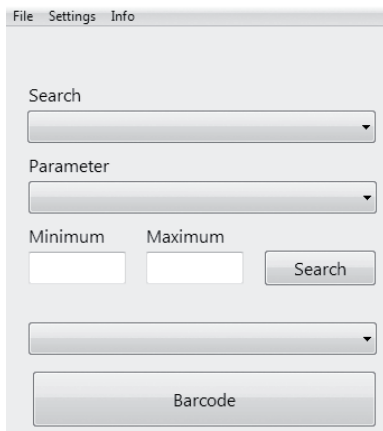 File Settings Info
Search
Parameter
Minimum Maximum
Search
Barcode